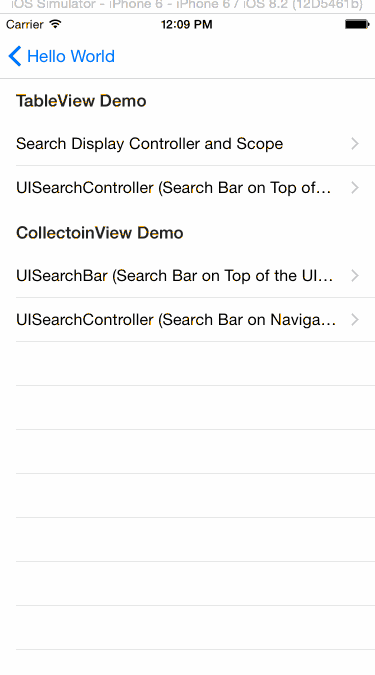 iOS Simulator - iPhone 6 - iPhone 6 / iOS 8.2 (12D5461b)
Carrier 12:09 PM
Hello World
TableView Demo
Search Display Controller and Scope
UISearchController (Search Bar on Top of...
CollectoinView Demo
UISearchBar (Search Bar on Top of the UI...
UISearchController (Search Bar on Naviga...